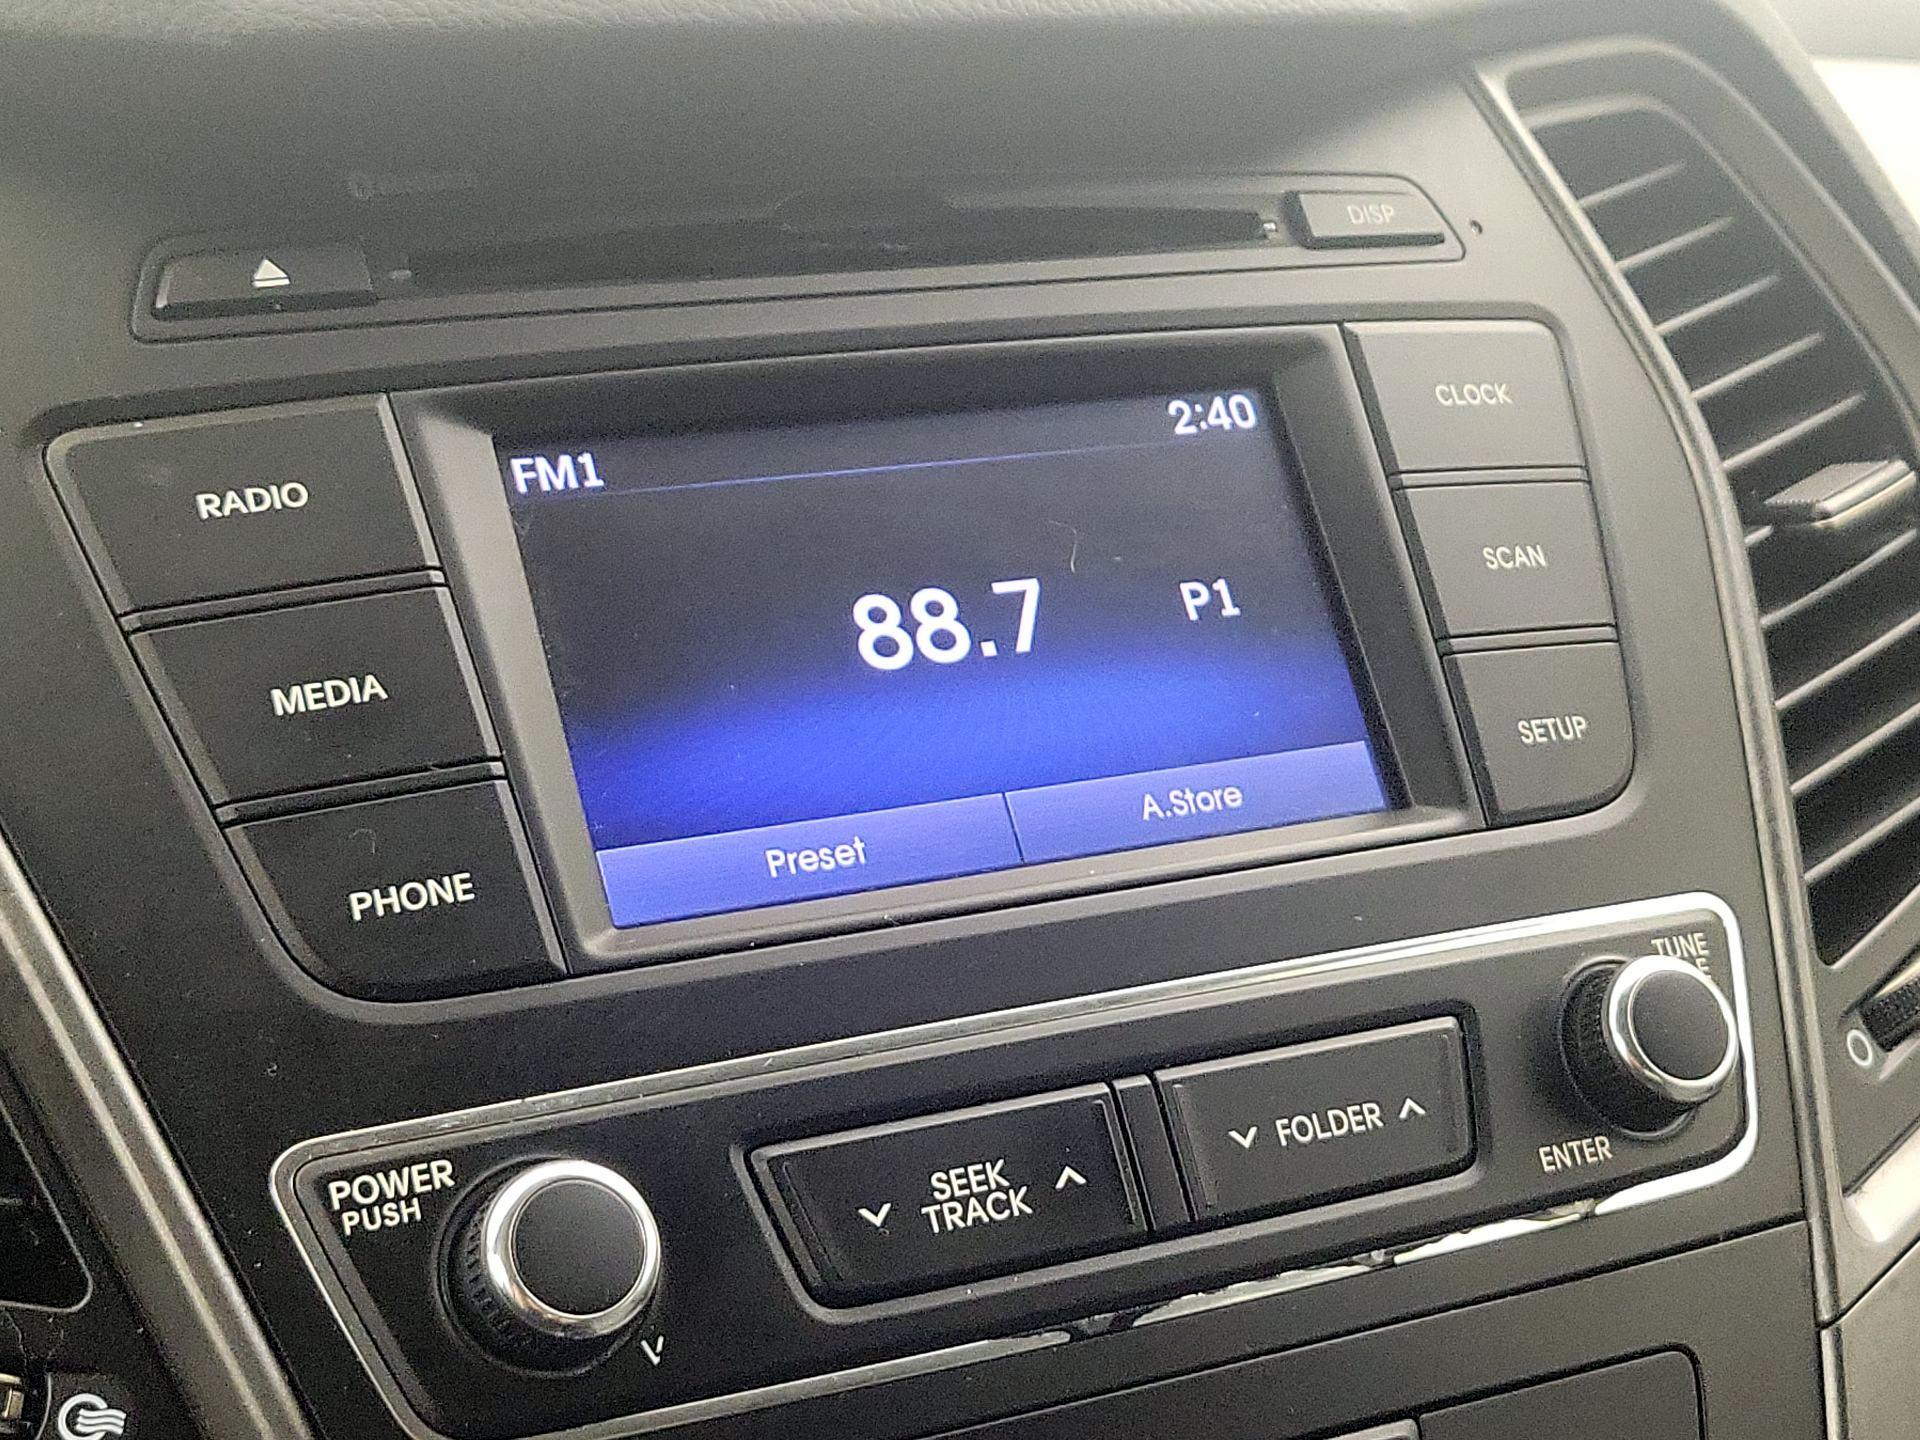 DISP
RADIO
MEDIA
PHONE
FM1
2:40
88.7
P1
Preset
A.Store
CLOCK
SCAN
SETUP
POWER
PUSH
SEEK
TRACK
FOLDER
TUNE
ENTER